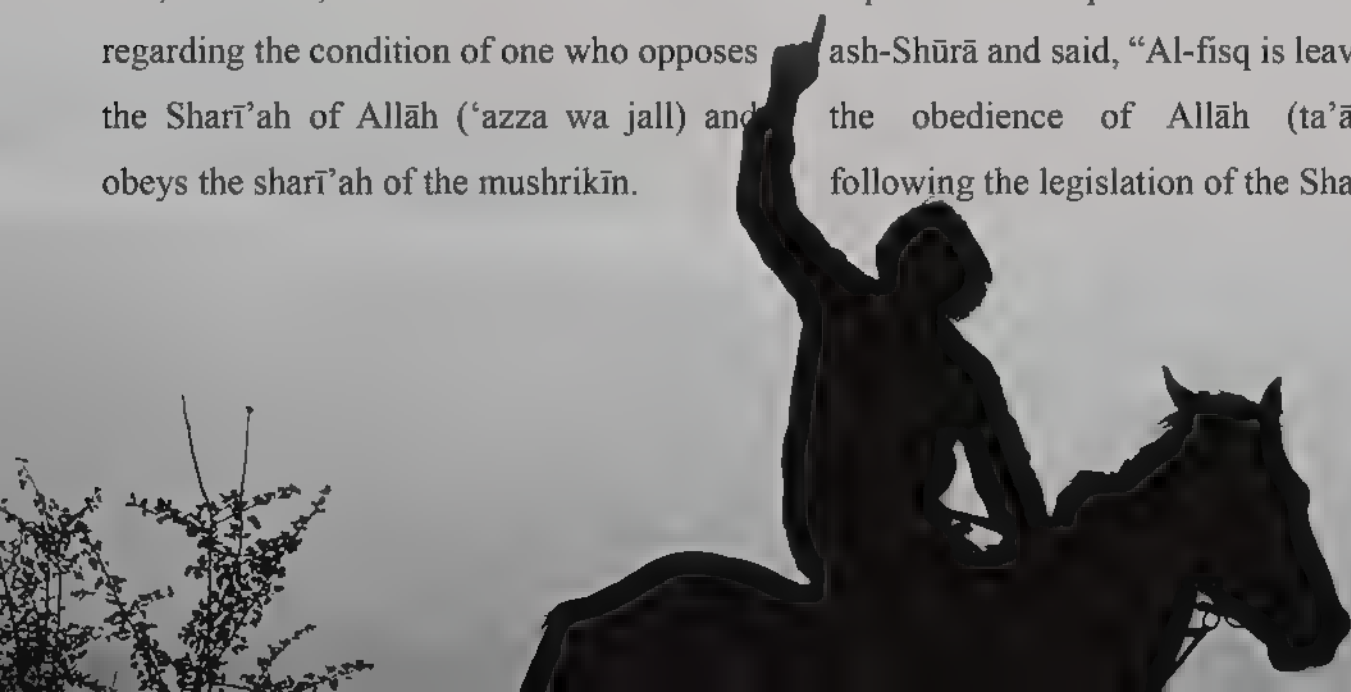 regarding the condition of one who opposes
the Sharī’ah of Allāh (‘azza wa jall) and
obeys the sharī’ah of the mushrikīn.
ash-Shūrā and said, “Al-fisq is
the obedience of Allāh
following the legislation of the